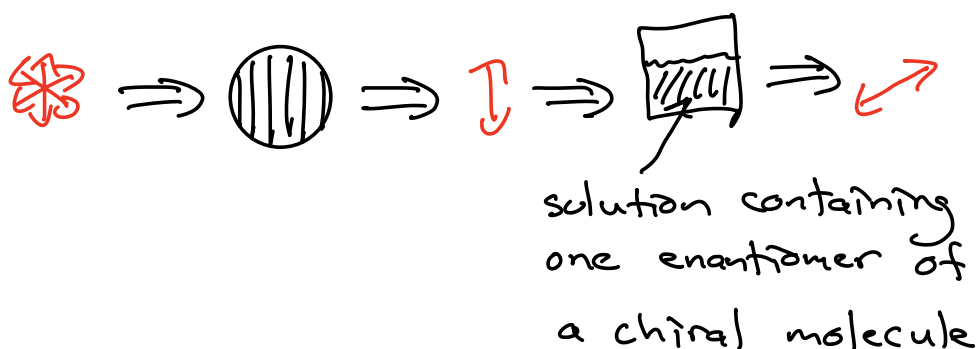 solution containing
one enantiomer of
a chiral molecule